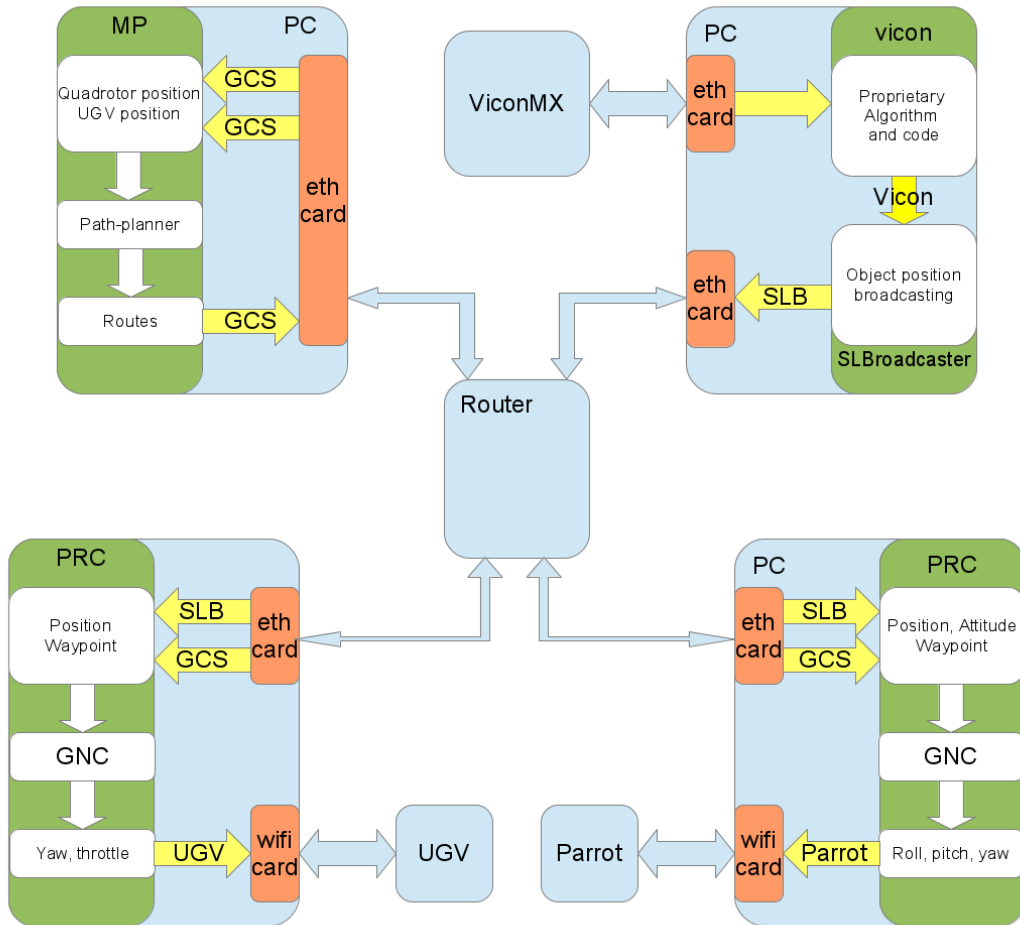 MP
PC
GCS
Quadrotor position
UGV position
GCS
eth
card
Path-planner
Routes
GCS
ViconMX
PC
vicon
eth
card
Proprietary
Algorithm
and code
Vicon
eth
card
SLB
Object position
broadcasting
SLBroadcaster
Router
PRC
SLB
Position
Waypoint
GCS
eth
card
GNC
Yaw, throttle
UGV
wifi
card
UGV
PC
PRC
eth
card
SLB
GCS
Position, Attitude
Waypoint
GNC
Parrot
wifi
card
Parrot
Roll, pitch, yaw